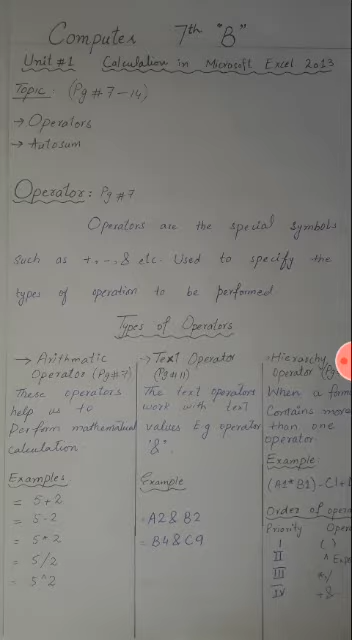 Computer 7th "B"
Unit #1 Calculation in Microsoft Excel 2013
Topic: (Pg # 7-14)
→ Operators
→ Autosum
Operator: Pg #7
Operators are the special symbols
such as +, -, & etc. Used to specify the
types of operation to be performed
Types of Operators
→ Arithmatic
Operator (Pg #7)
These operators
help us to
Perform mathematical
calculation
Examples
= 5+2
= 5-2
= 5*2
= 5/2
= 5^2
→ Text Operator
(Pg #11)
The text operators
work with text
values E.g operator
"&".
Example
=A2&B2
=B4&C9
→ Hierarchy
operator
When a
contains more
than one
operator.
Example
(A1*B1)-C1+
Order of
Priority
I ( )
II ^
III
IV